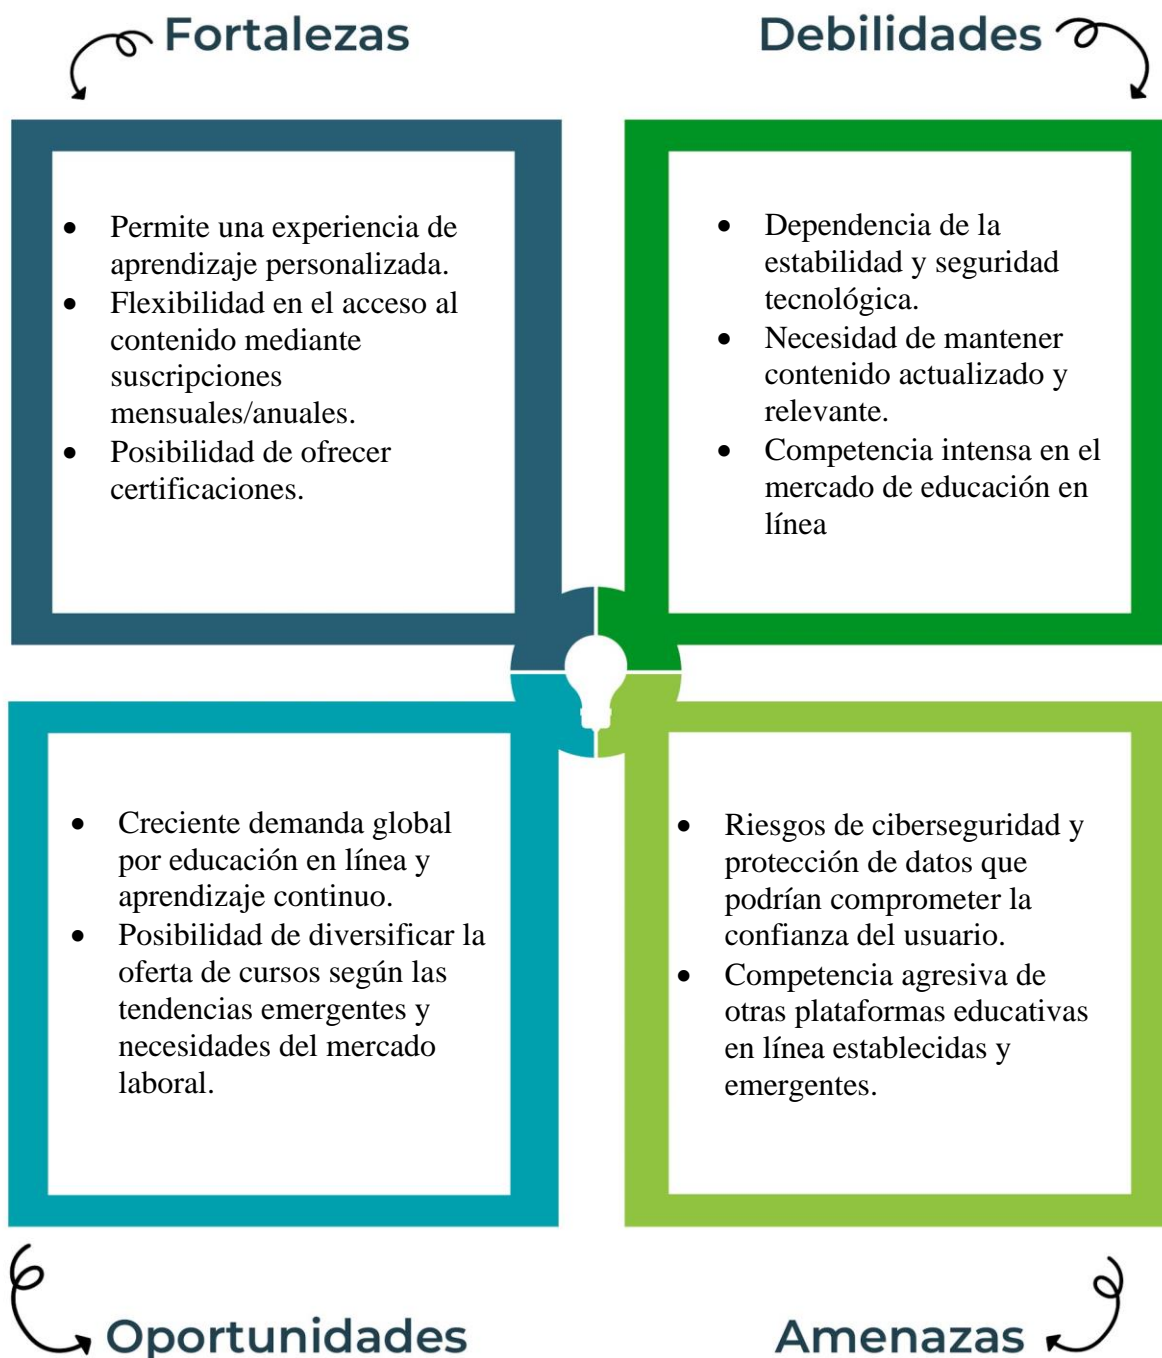 Fortalezas
• Permite una experiencia de
aprendizaje personalizada.
• Flexibilidad en el acceso al
contenido mediante
suscripciones
mensuales/anuales.
• Posibilidad de ofrecer
certificaciones.
Debilidades
• Dependencia de la
estabilidad y seguridad
tecnológica.
• Necesidad de mantener
contenido actualizado y
relevante.
• Competencia intensa en el
mercado de educación en
línea
• Creciente demanda global
por educación en línea y
aprendizaje continuo.
• Posibilidad de diversificar la
oferta de cursos según las
tendencias emergentes y
necesidades del mercado
laboral.
Oportunidades
• Riesgos de ciberseguridad y
protección de datos que
podrían comprometer la
confianza del usuario.
• Competencia agresiva de
otras plataformas educativas
en línea establecidas y
emergentes.
Amenazas